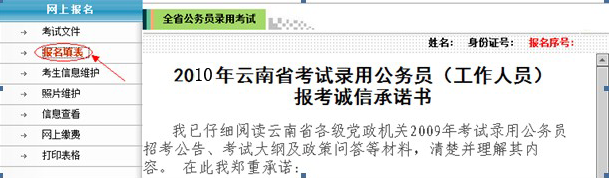 网上报名
考试文件
报名填表
考生信息维护
照片维护
信息查看
网上缴费
打印表格
全省公务员录用考试
姓名： 身份证号： 报名序号：
2010年云南省考试录用公务员（工作人员）
报考诚信承诺书
我已仔细阅读云南省各级党政机关2009年考试录用公务员
招考公告、考试大纲及政策问答等材料，清楚并理解其内
容。 在此我郑重承诺：